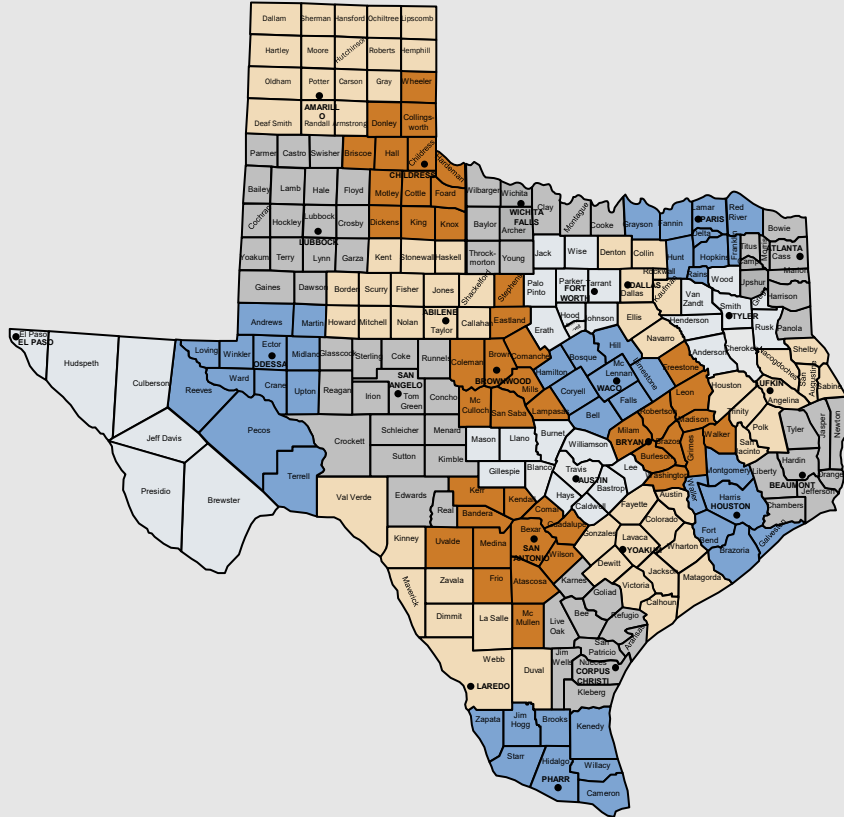 Dallam Sherman Hansford Ochiltree Lipscomb
Hartley Moore Hutchinson Roberts Hemphill
Oldham Potter Carson Gray Wheeler
AMARILL
O
Deaf Smith Randall Armstrong Donley Collings-
worth
Parmer Castro Swisher Briscoe Hall Childress Hardeman
CHILDRESS
Bailey Lamb Hale Floyd Motley Cottle Foard Wilbarger Wichita Clay Montague Cooke Grayson Fannin Lamar Red
River Bowie
WICHITA
FALLS
PARIS
Cochran Hockley Lubbock Crosby Dickens King Knox Baylor Archer Delta Hopkins Franklin Titus Morris Cass
LUBBOCK
ATLANTA
Yoakum Terry Lynn Garza Kent Stonewall Haskell Throck-
morton Young Jack Wise Denton Collin Hunt Rains Camp Marion
Rockwall
Gaines Dawson Borden Scurry Fisher Jones Shackelford Stephens Palo
Pinto Parker Tarrant Dallas Kaufman Van
Zandt Wood Upshur Harison
FORT
WORTH
DALLAS
Smith Gregg
TYLER
Andrews Martin Howard Mitchell Nolan Taylor Callahan Eastland Erath Hood Johnson Ellis Henderson Rusk Panola
ABILENE
El Paso
EL PASO
Hudspeth Culberson Loving Winkler Ector Midland Glasscock Sterling Coke Runnels Coleman Brown Comanche Hamilton Bosque Hill Navarro Anderson Cherokee Nacogdoches Shelby
ODESSA
BROWNWOOD
Reeves Ward Crane Upton Reagan Irion Tom
Green Concho Mc
Culloch San Saba Mills Lampasas Coryell Mc
Lennan Limestone Freestone Leon Houston Angelina San
Augustine Sabine
SAN
ANGELO
WACO
LUFKIN
Jeff Davis Pecos Crockett Schleicher Menard Mason Llano Burnet Bell Falls Robertson Madison Trinity Polk Tyler Jasper Newton
Milam Brazos Grimes Walker San
Jacinto Hardin
BRYAN
Presidio Brewster Terrell Sutton Kimble Gillespie Blanco Williamson Burleson Washington Montgomery Liberty Orange
BEAUMONT
Travis Lee
AUSTIN
Jefferson
Val Verde Edwards Real Kerr Kendall Hays Bastrop Fayette Austin Waller Harris Chambers
HOUSTON
Bandera Comal Caldwell Colorado Fort
Bend Galveston
Kinney Uvalde Medina Bexar Guadalupe Gonzales Lavaca Wharton Brazoria
SAN
ANTONIO
YOAKUM
Wilson Dewitt
Maverick Zavala Frio Atascosa Karnes Victoria Jackson Matagorda
Goliad Calhoun
Dimmit La Salle Mc
Mullen Live
Oak Bee Refugio
Aransas
San
Patricio
Webb Duval Jim
Wells Nueces
CORPUS
CHRISTI
LAREDO
Kleberg
Zapata Jim
Hogg Brooks Kenedy
Starr Hidalgo Willacy
PHARR
Cameron